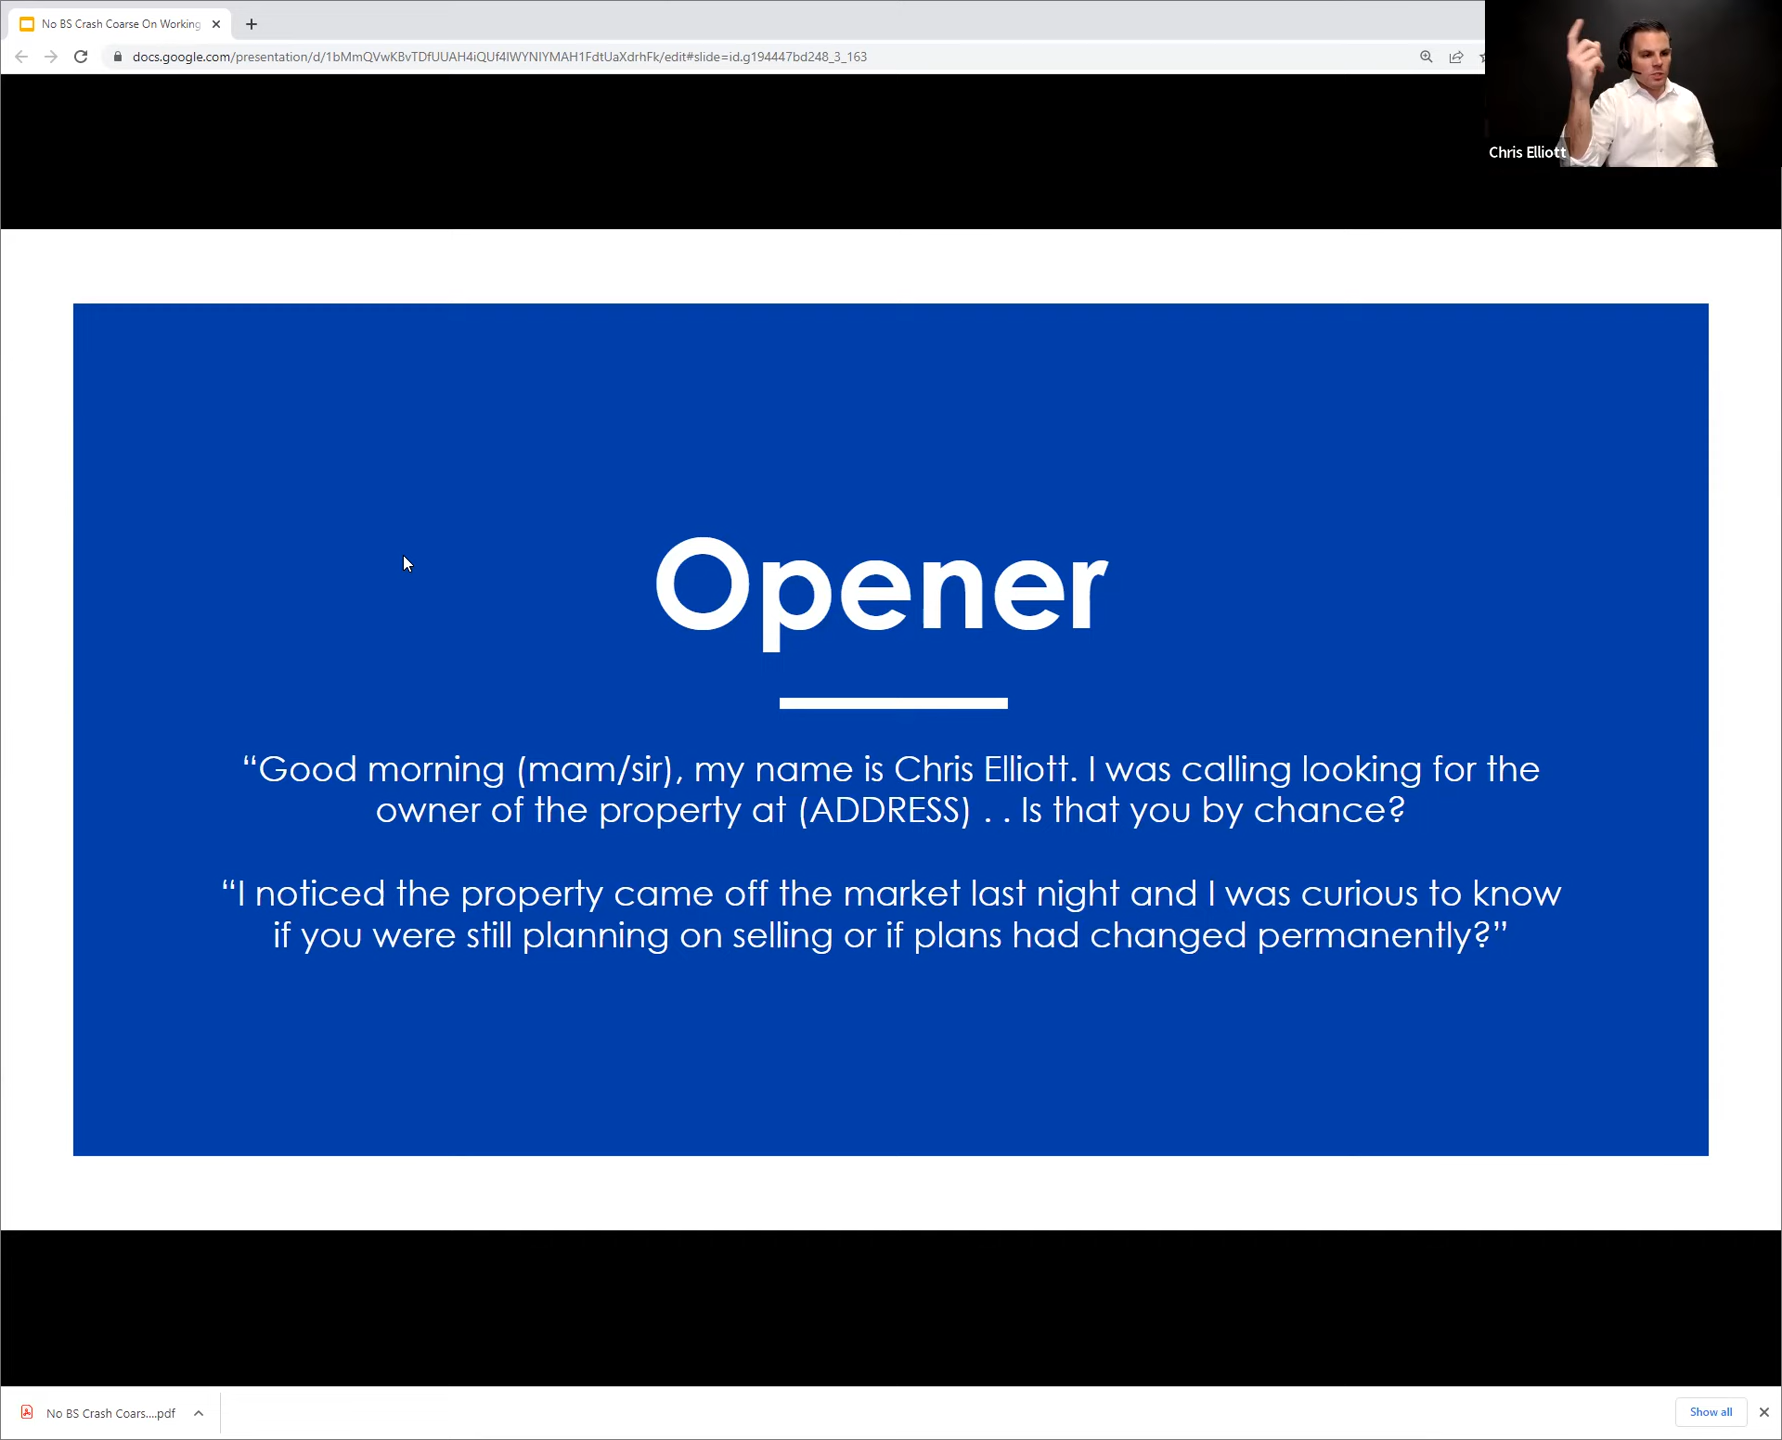 No BS Crash Coarse On Working
docs.google.com/presentation/d/1bMmQVwKBvTDfUUAH4iQUf4IWYNIYMAH1FdtUaXdrhFk/edit#slide=id.g194447bd248_3_163
Chris Elliott
Opener
“Good morning (mam/sir), my name is Chris Elliott. I was calling looking for the
owner of the property at (ADDRESS) . . Is that you by chance?
“I noticed the property came off the market last night and I was curious to know
if you were still planning on selling or if plans had changed permanently?”
No BS Crash Coars....pdf
Show all